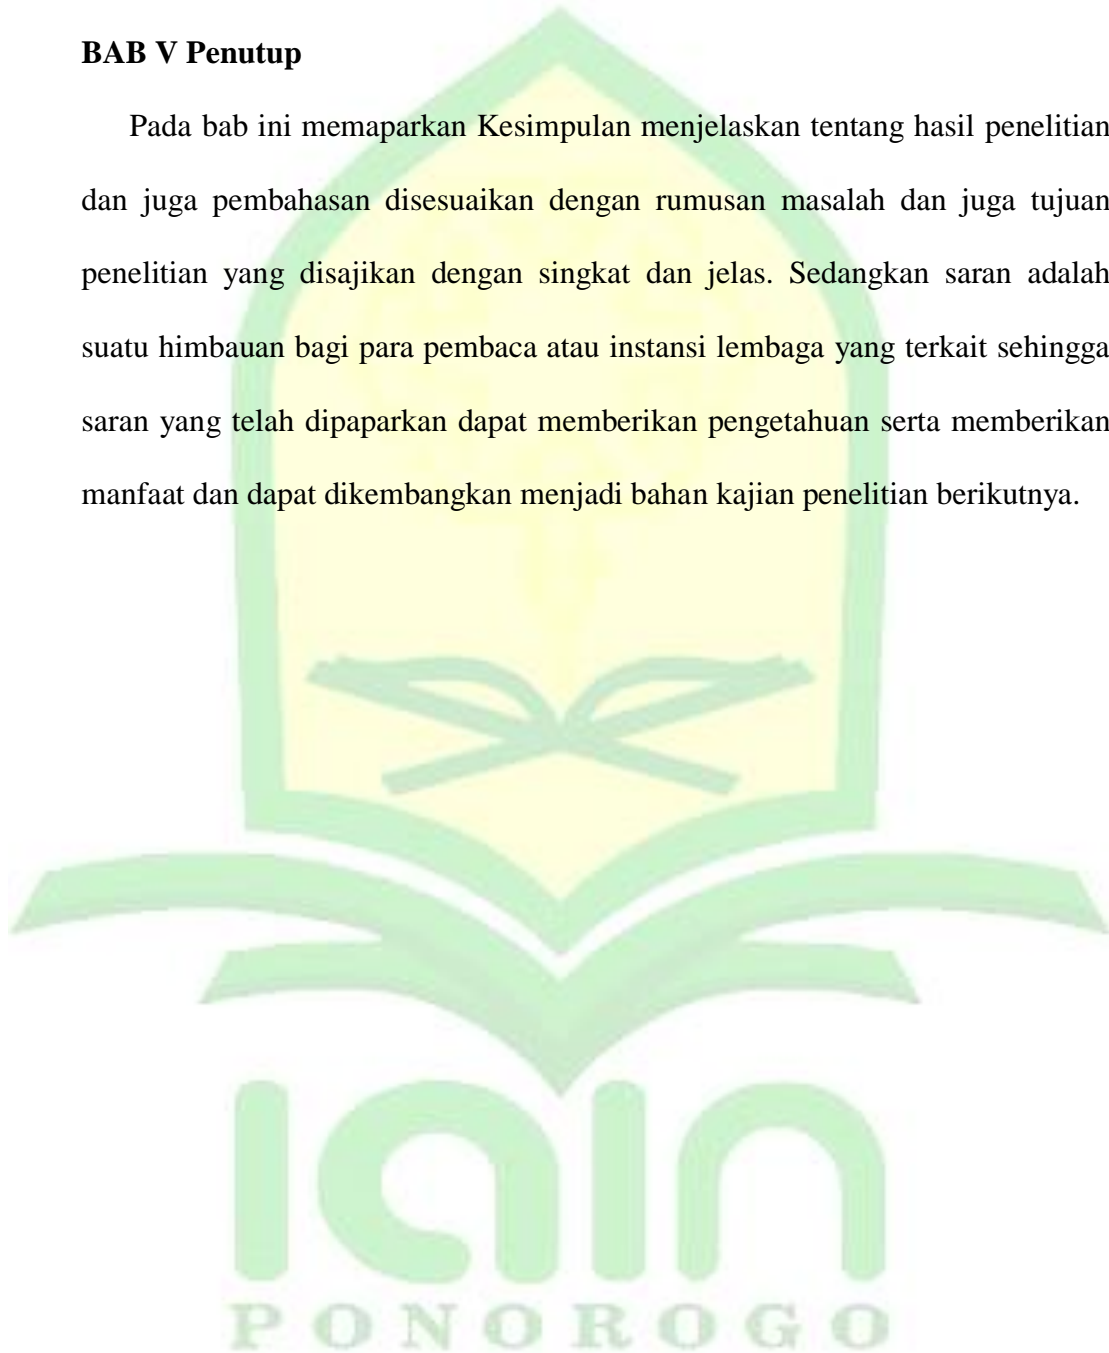 BAB V Penutup
Pada bab ini memaparkan Kesimpulan menjelaskan tentang hasil penelitian
dan juga pembahasan disesuaikan dengan rumusan masalah dan juga tujuan
penelitian yang disajikan dengan singkat dan jelas. Sedangkan saran adalah
suatu himbauan bagi para pembaca atau instansi lembaga yang terkait sehingga
saran yang telah dipaparkan dapat memberikan pengetahuan serta memberikan
manfaat dan dapat dikembangkan menjadi bahan kajian penelitian berikutnya.
iain
PONOROGO